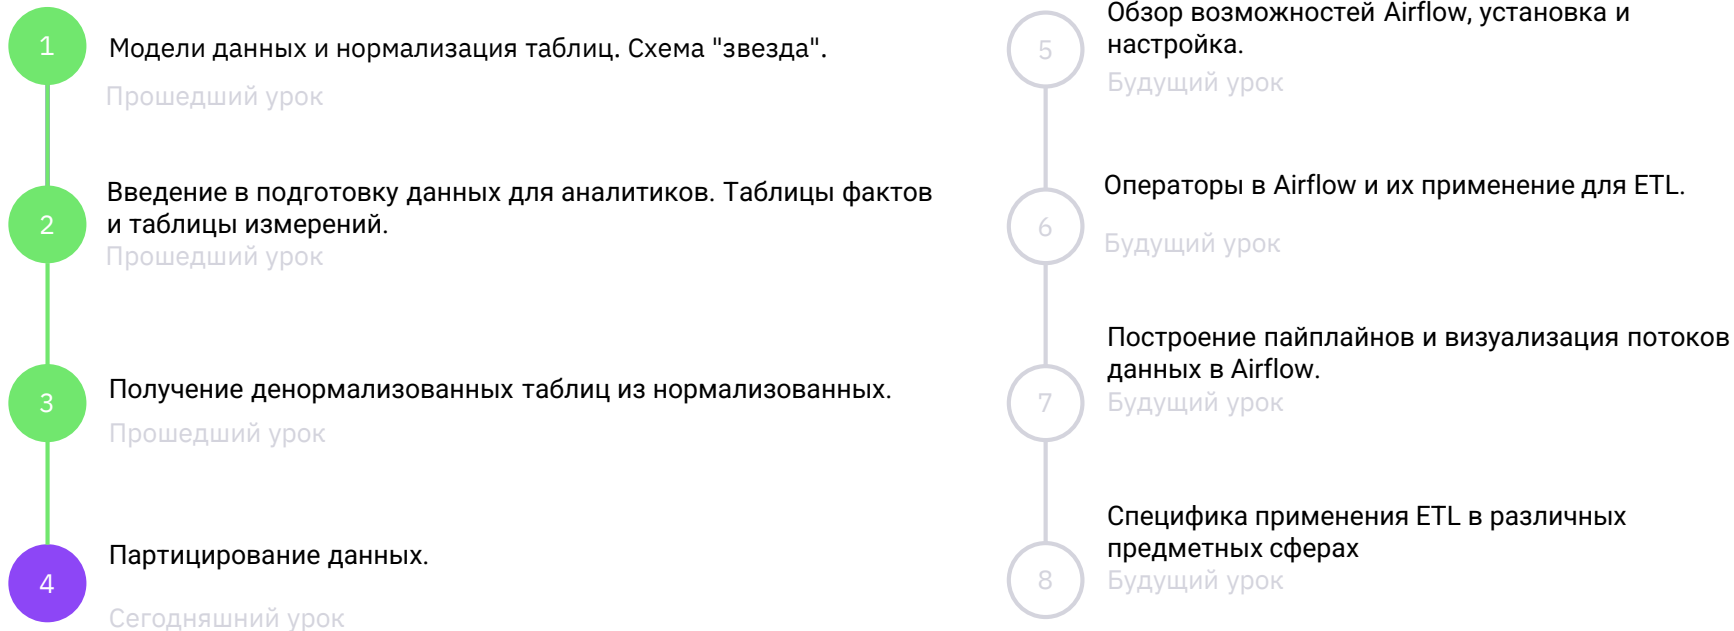 1
Модели данных и нормализация таблиц. Схема "звезда".
Прошедший урок
2
Введение в подготовку данных для аналитиков. Таблицы фактов
и таблицы измерений.
Прошедший урок
3
Получение денормализованных таблиц из нормализованных.
Прошедший урок
4
Партицирование данных.
Сегодняшний урок
5
Обзор возможностей Airflow, установка и
настройка.
Будущий урок
6
Операторы в Airflow и их применение для ETL.
Будущий урок
7
Построение пайплайнов и визуализация потоков
данных в Airflow.
Будущий урок
8
Специфика применения ETL в различных
предметных сферах
Будущий урок